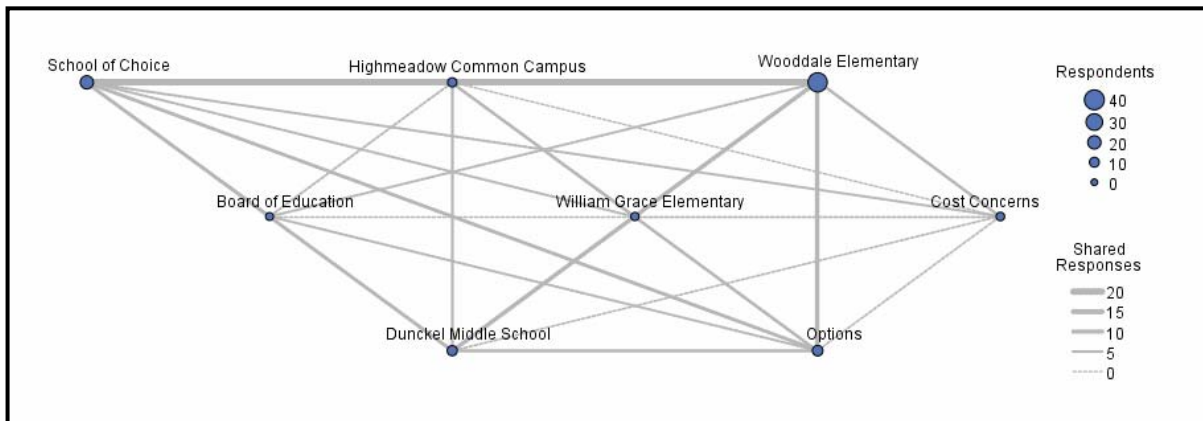 School of Choice
Highmeadow Common Campus
Wooddale Elementary
Board of Education
William Grace Elementary
Cost Concerns
Dunckel Middle School
Options
Respondents
40
30
20
10
0
Shared
Responses
20
15
10
5
0